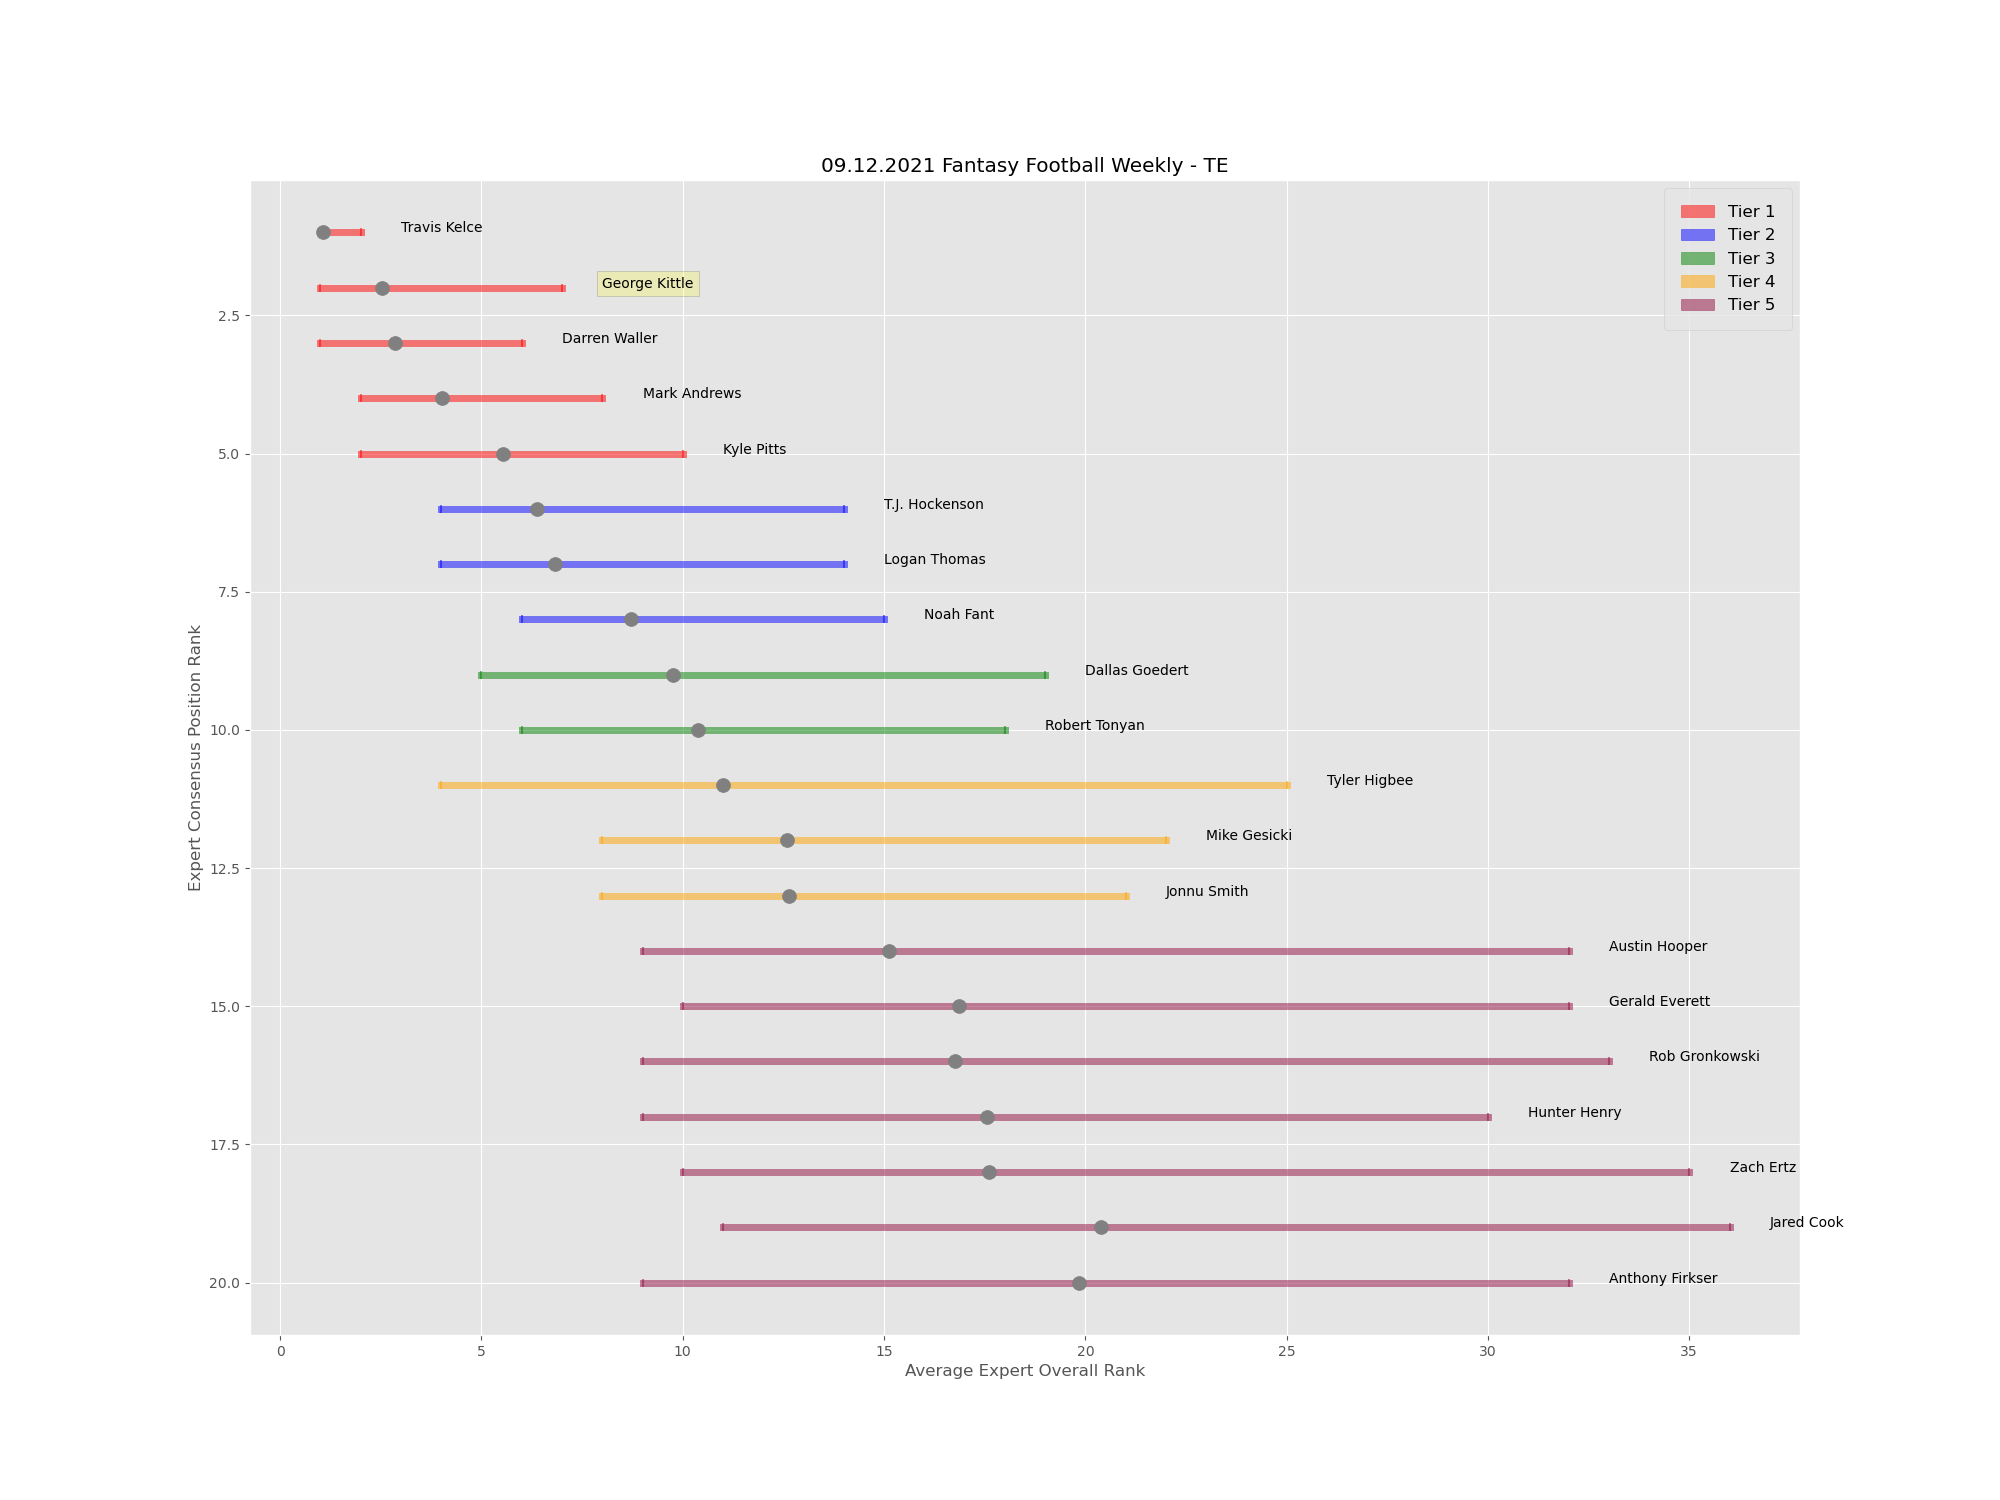 09.12.2021 Fantasy Football Weekly - TE
Tier 1
Tier 2
Tier 3
Tier 4
Tier 5
Travis Kelce
George Kittle
2.5
Darren Waller
Mark Andrews
5.0
Kyle Pitts
T.J. Hockenson
Logan Thomas
7.5
Noah Fant
Expert Consensus Position Rank
Dallas Goedert
10.0
Robert Tonyan
Tyler Higbee
Mike Gesicki
12.5
Jonnu Smith
Austin Hooper
15.0
Gerald Everett
Rob Gronkowski
Hunter Henry
17.5
Zach Ertz
Jared Cook
20.0
Anthony Firkser
0 5 10 15 20 25 30 35
Average Expert Overall Rank